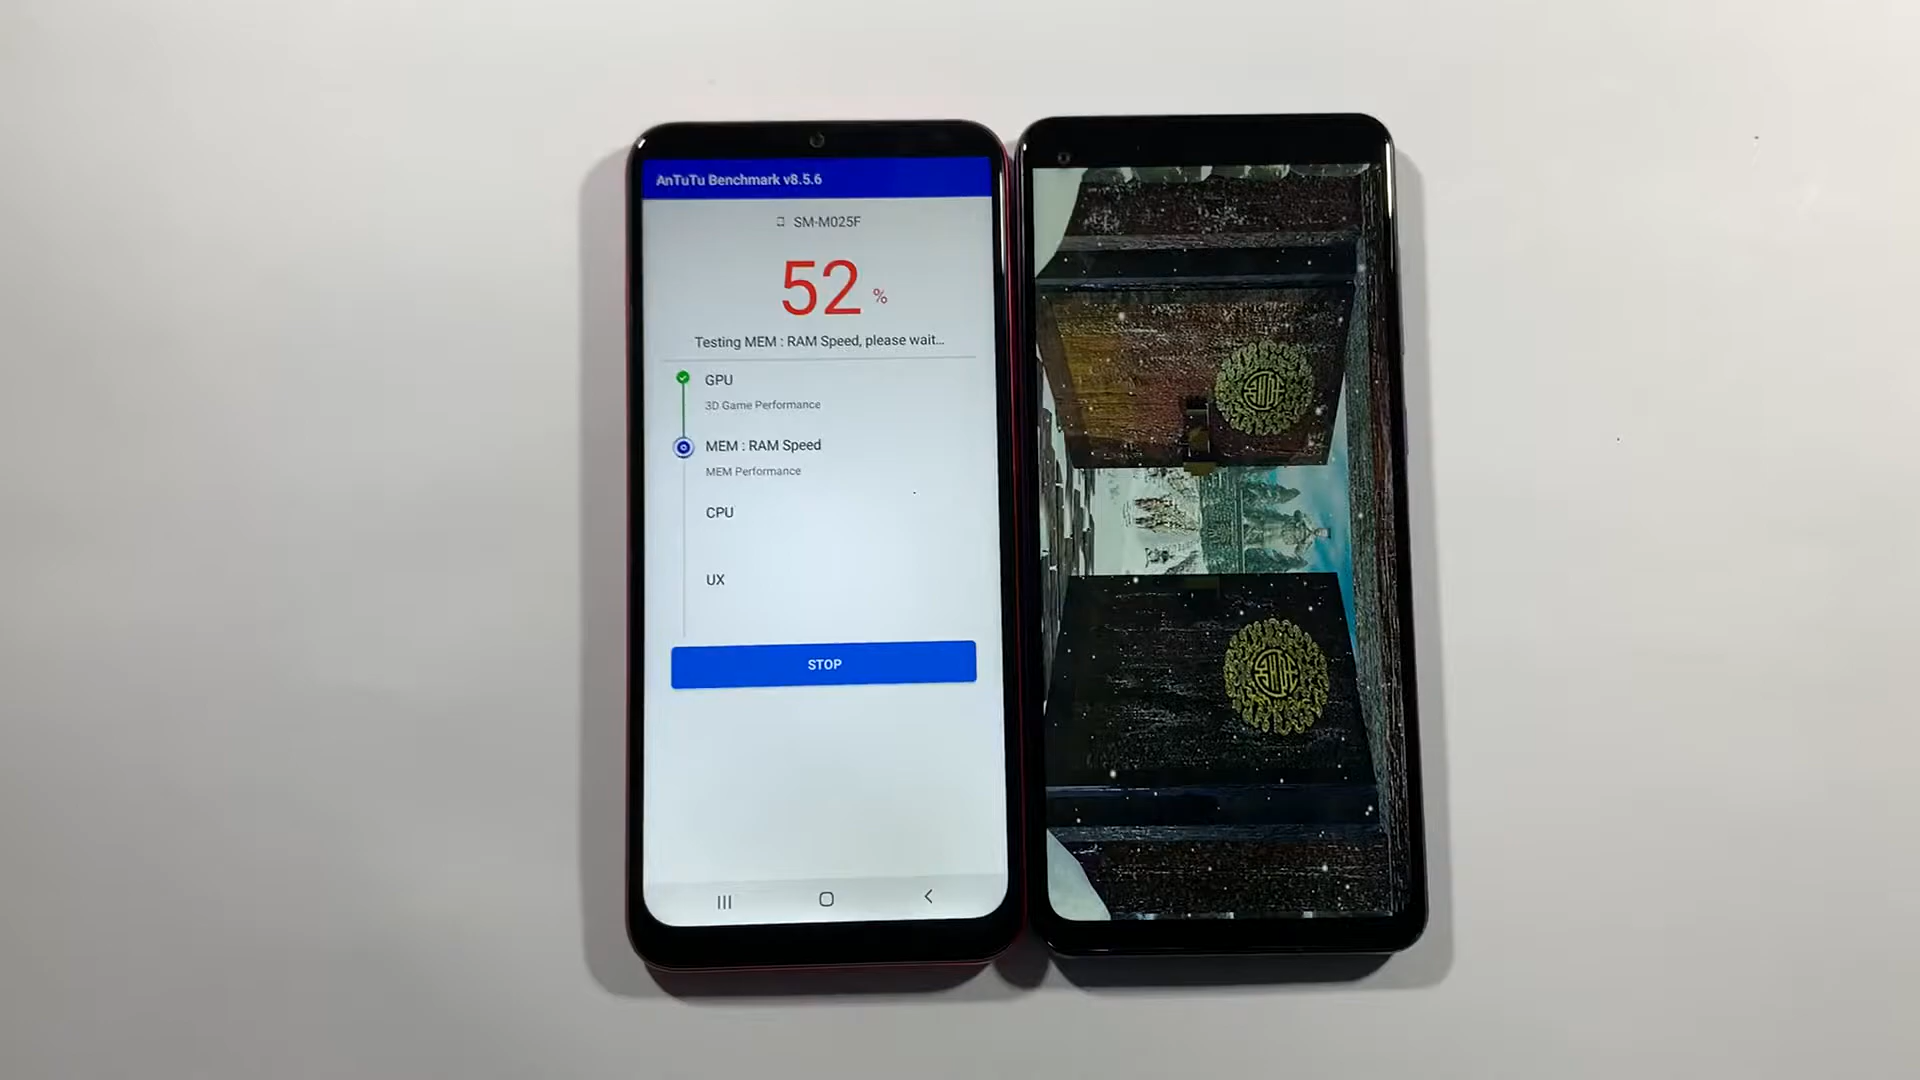 AnTuTu Benchmark v8.5.6
SM-M025F
52 %
Testing MEM : RAM Speed, please wait...
GPU
3D Game Performance
MEM : RAM Speed
MEM Performance
CPU
UX
STOP